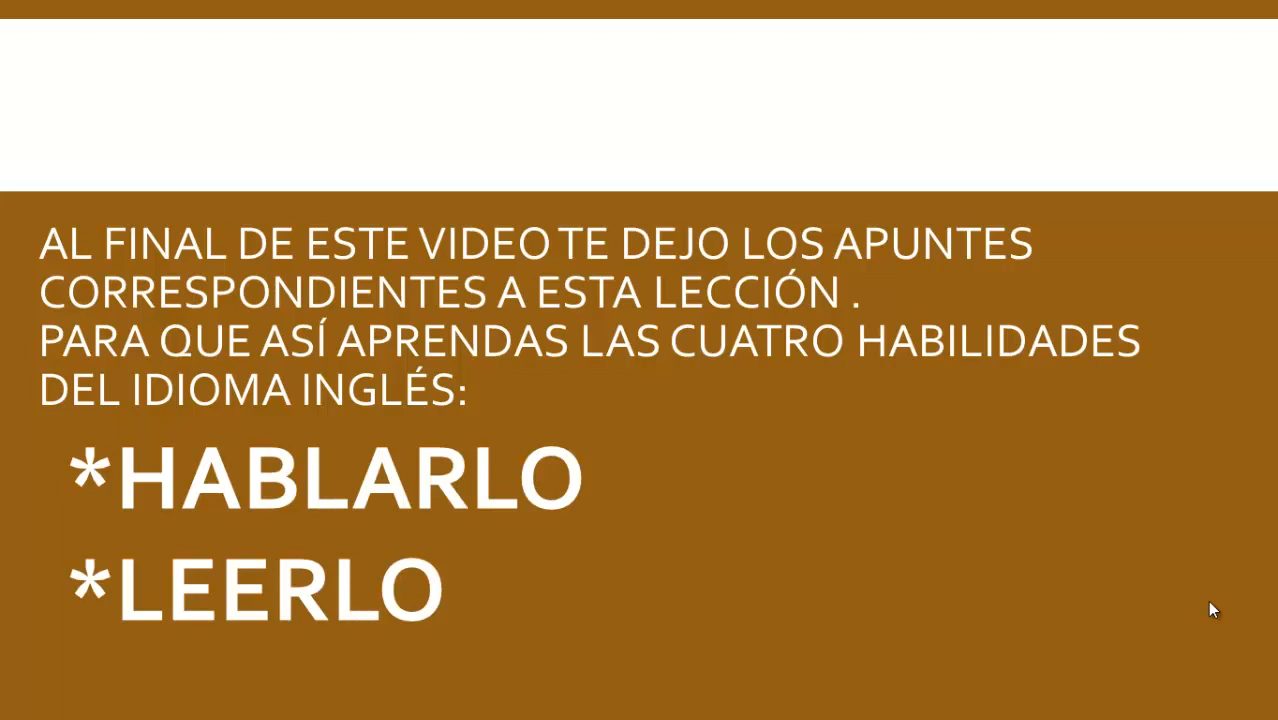 AL FINAL DE ESTE VIDEO TE DEJO LOS APUNTES
CORRESPONDIENTES A ESTA LECCIÓN .
PARA QUE ASÍ APRENDAS LAS CUATRO HABILIDADES
DEL IDIOMA INGLÉS:
*HABLARLO
*LEERLO